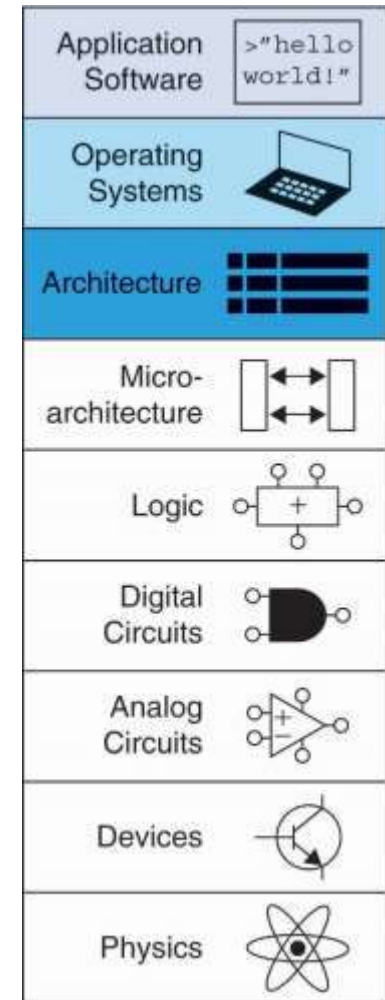 Application
Software
>"hello
world!"
Operating
Systems
Architecture
Micro-
architecture
Logic
+
Digital
Circuits
Analog
Circuits
+
−
Devices
Physics